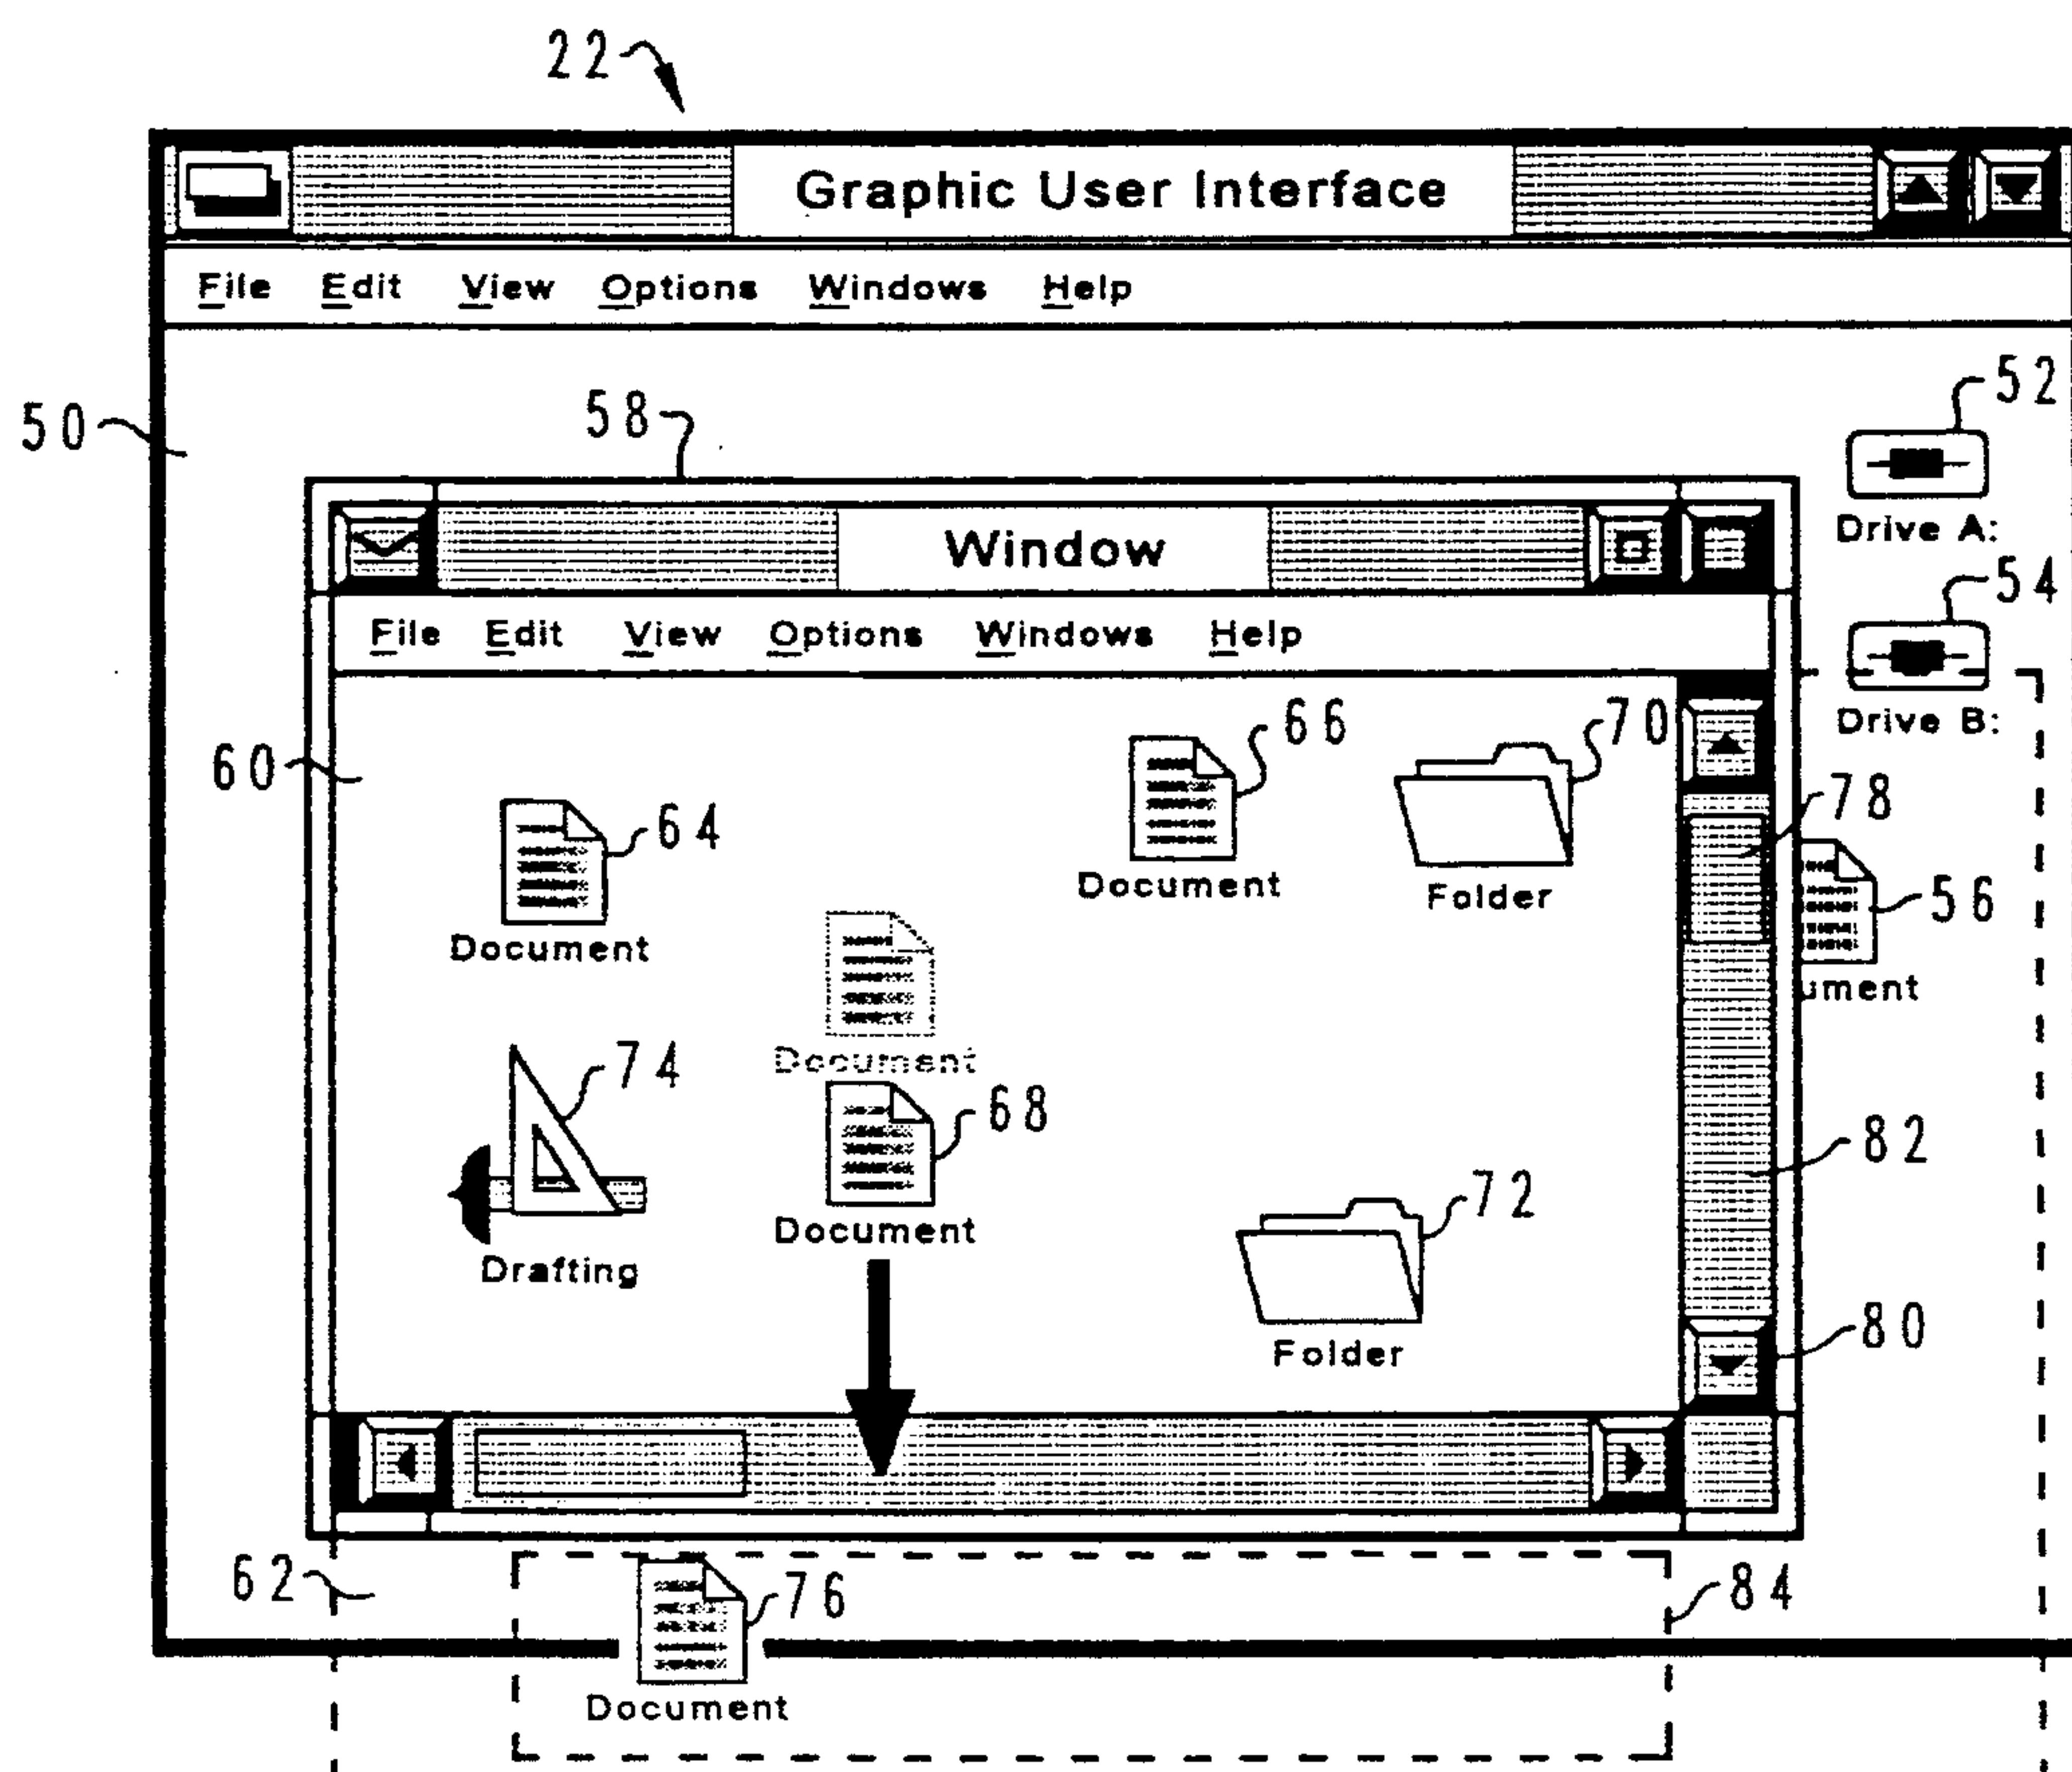 22
Graphic User Interface
File Edit View Options Windows Help
52
50
58
Drive A:
Window
54
File Edit View Options Windows Help
Drive B:
66
70
60
78
64
Document
Folder
56
Document
ument
Document
74
68
82
Document
72
Drafting
80
Folder
62
76
84
Document